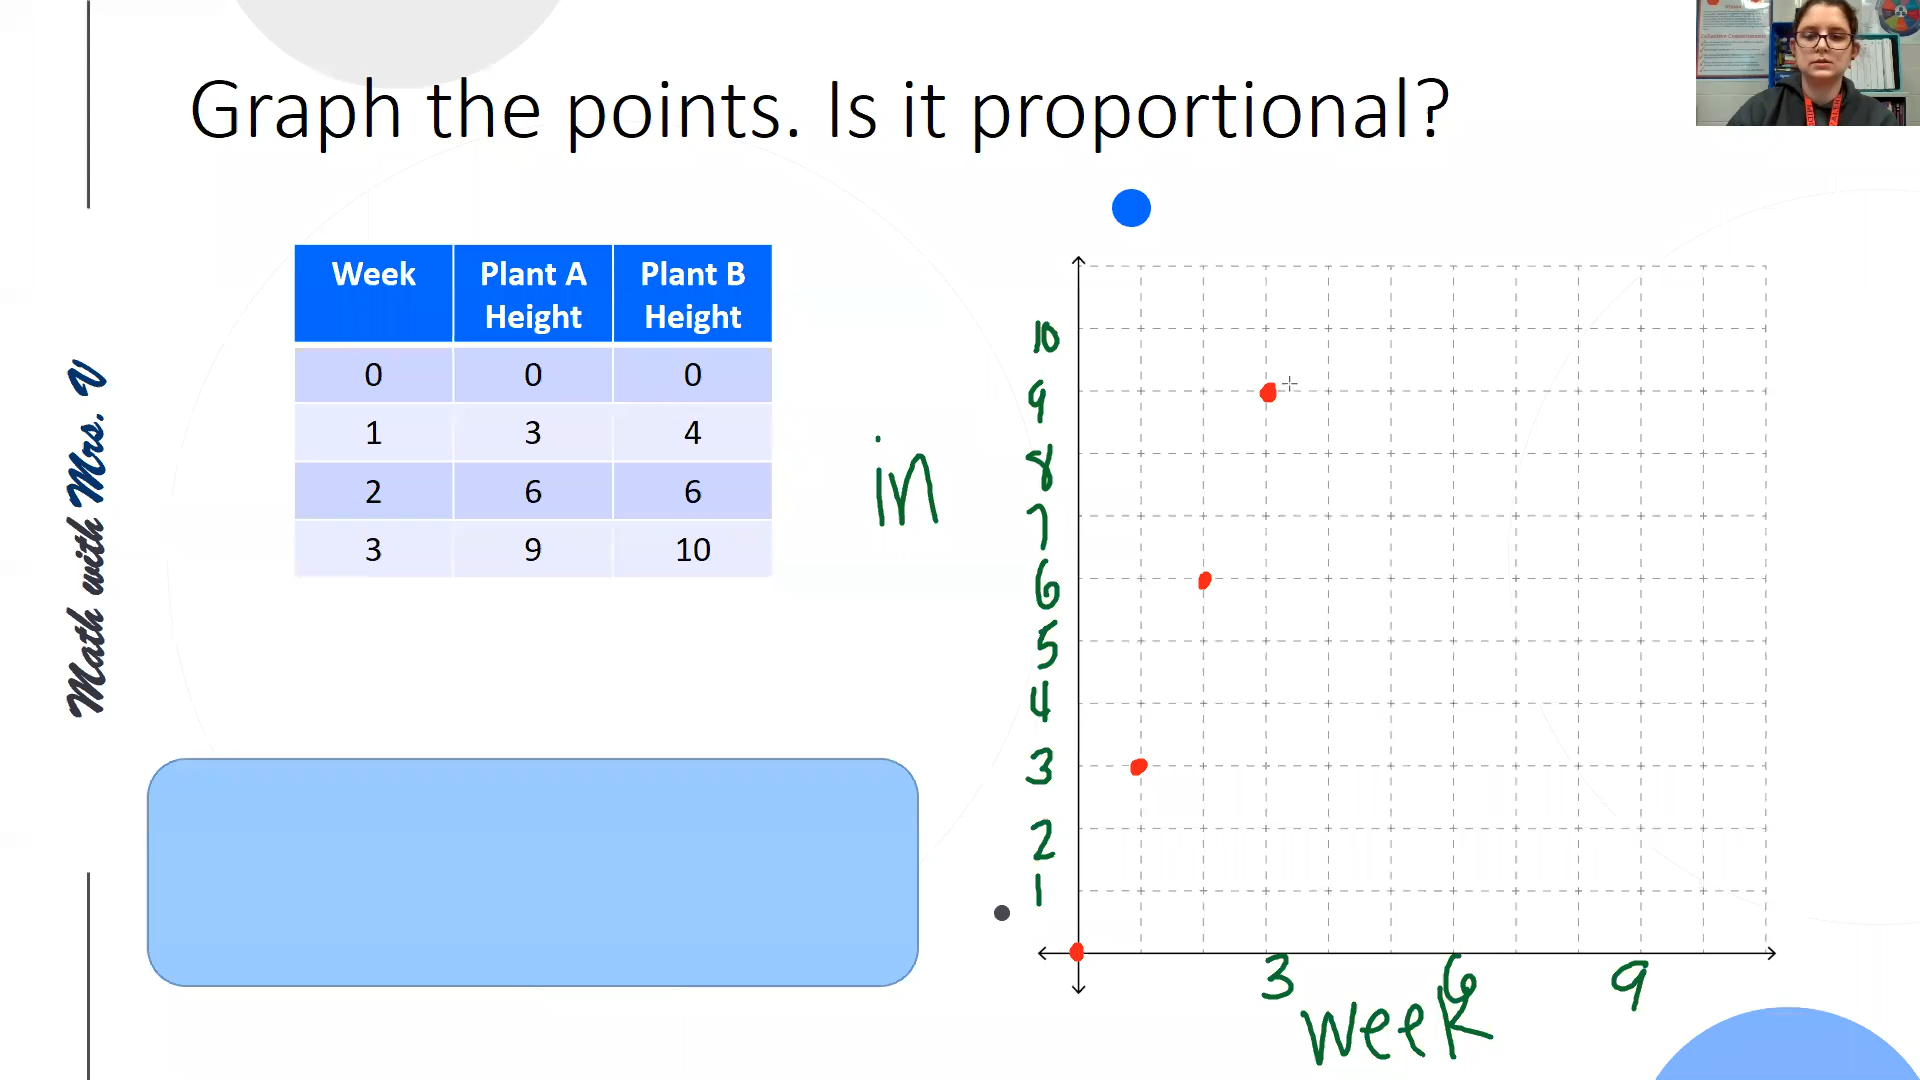 Graph the points. Is it proportional?
Math with Mrs. V
Week Plant A Height Plant B Height
0 0 0
1 3 4
2 6 6
3 9 10
in
10
9
8
7
6
5
4
3
2
1
3 6 9
week